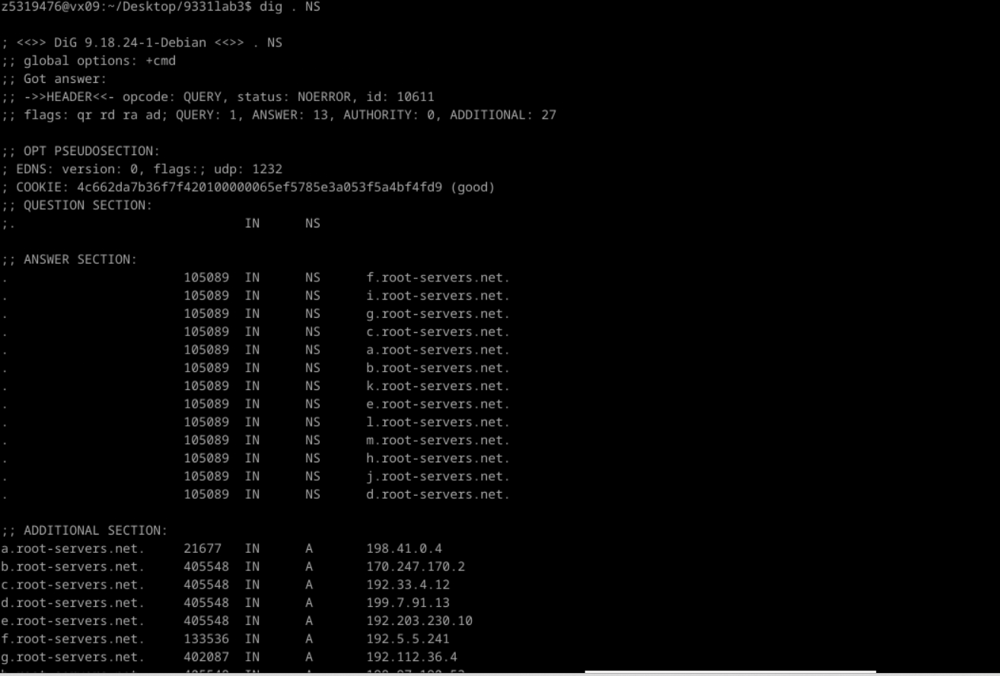 z5319476@vx09:~/Desktop/9331lab3$ dig . NS
; <<>> DiG 9.18.24-1-Debian <<>> . NS
;; global options: +cmd
;; Got answer:
;; ->>HEADER<<- opcode: QUERY, status: NOERROR, id: 10611
;; flags: qr rd ra ad; QUERY: 1, ANSWER: 13, AUTHORITY: 0, ADDITIONAL: 27
;; OPT PSEUDOSECTION:
; EDNS: version: 0, flags:; udp: 1232
; COOKIE: 4c662da7b36f7f420100000065ef5785e3a053f5a4bf4fd9 (good)
;; QUESTION SECTION:
;. IN NS
;; ANSWER SECTION:
. 105089 IN NS f.root-servers.net.
. 105089 IN NS i.root-servers.net.
. 105089 IN NS g.root-servers.net.
. 105089 IN NS c.root-servers.net.
. 105089 IN NS a.root-servers.net.
. 105089 IN NS b.root-servers.net.
. 105089 IN NS k.root-servers.net.
. 105089 IN NS e.root-servers.net.
. 105089 IN NS l.root-servers.net.
. 105089 IN NS m.root-servers.net.
. 105089 IN NS h.root-servers.net.
. 105089 IN NS j.root-servers.net.
. 105089 IN NS d.root-servers.net.
;; ADDITIONAL SECTION:
a.root-servers.net. 21677 IN A 198.41.0.4
b.root-servers.net. 405548 IN A 170.247.170.2
c.root-servers.net. 405548 IN A 192.33.4.12
d.root-servers.net. 405548 IN A 199.7.91.13
e.root-servers.net. 405548 IN A 192.203.230.10
f.root-servers.net. 133536 IN A 192.5.5.241
g.root-servers.net. 402087 IN A 192.112.36.4